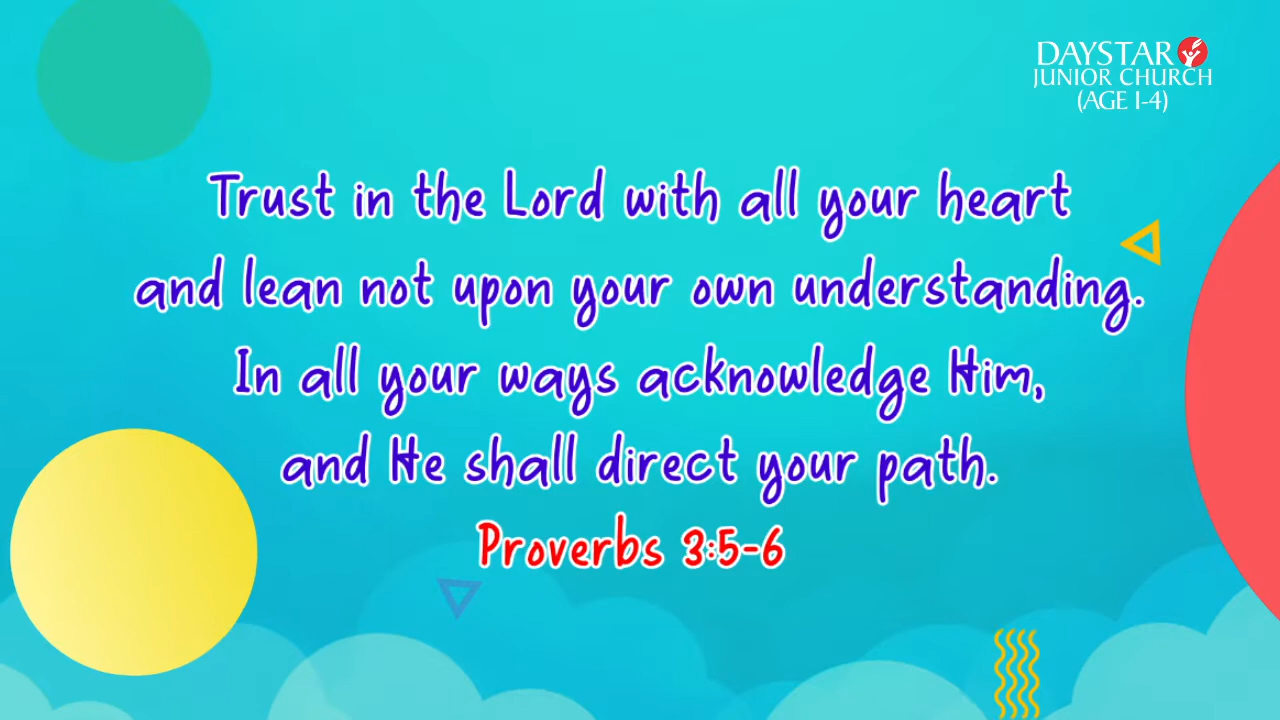 DAYSTAR
JUNIOR CHURCH
(AGE 1-4)
Trust in the Lord with all your heart
and lean not upon your own understanding.
In all your ways acknowledge Him,
and He shall direct your path.
Proverbs 3:5-6